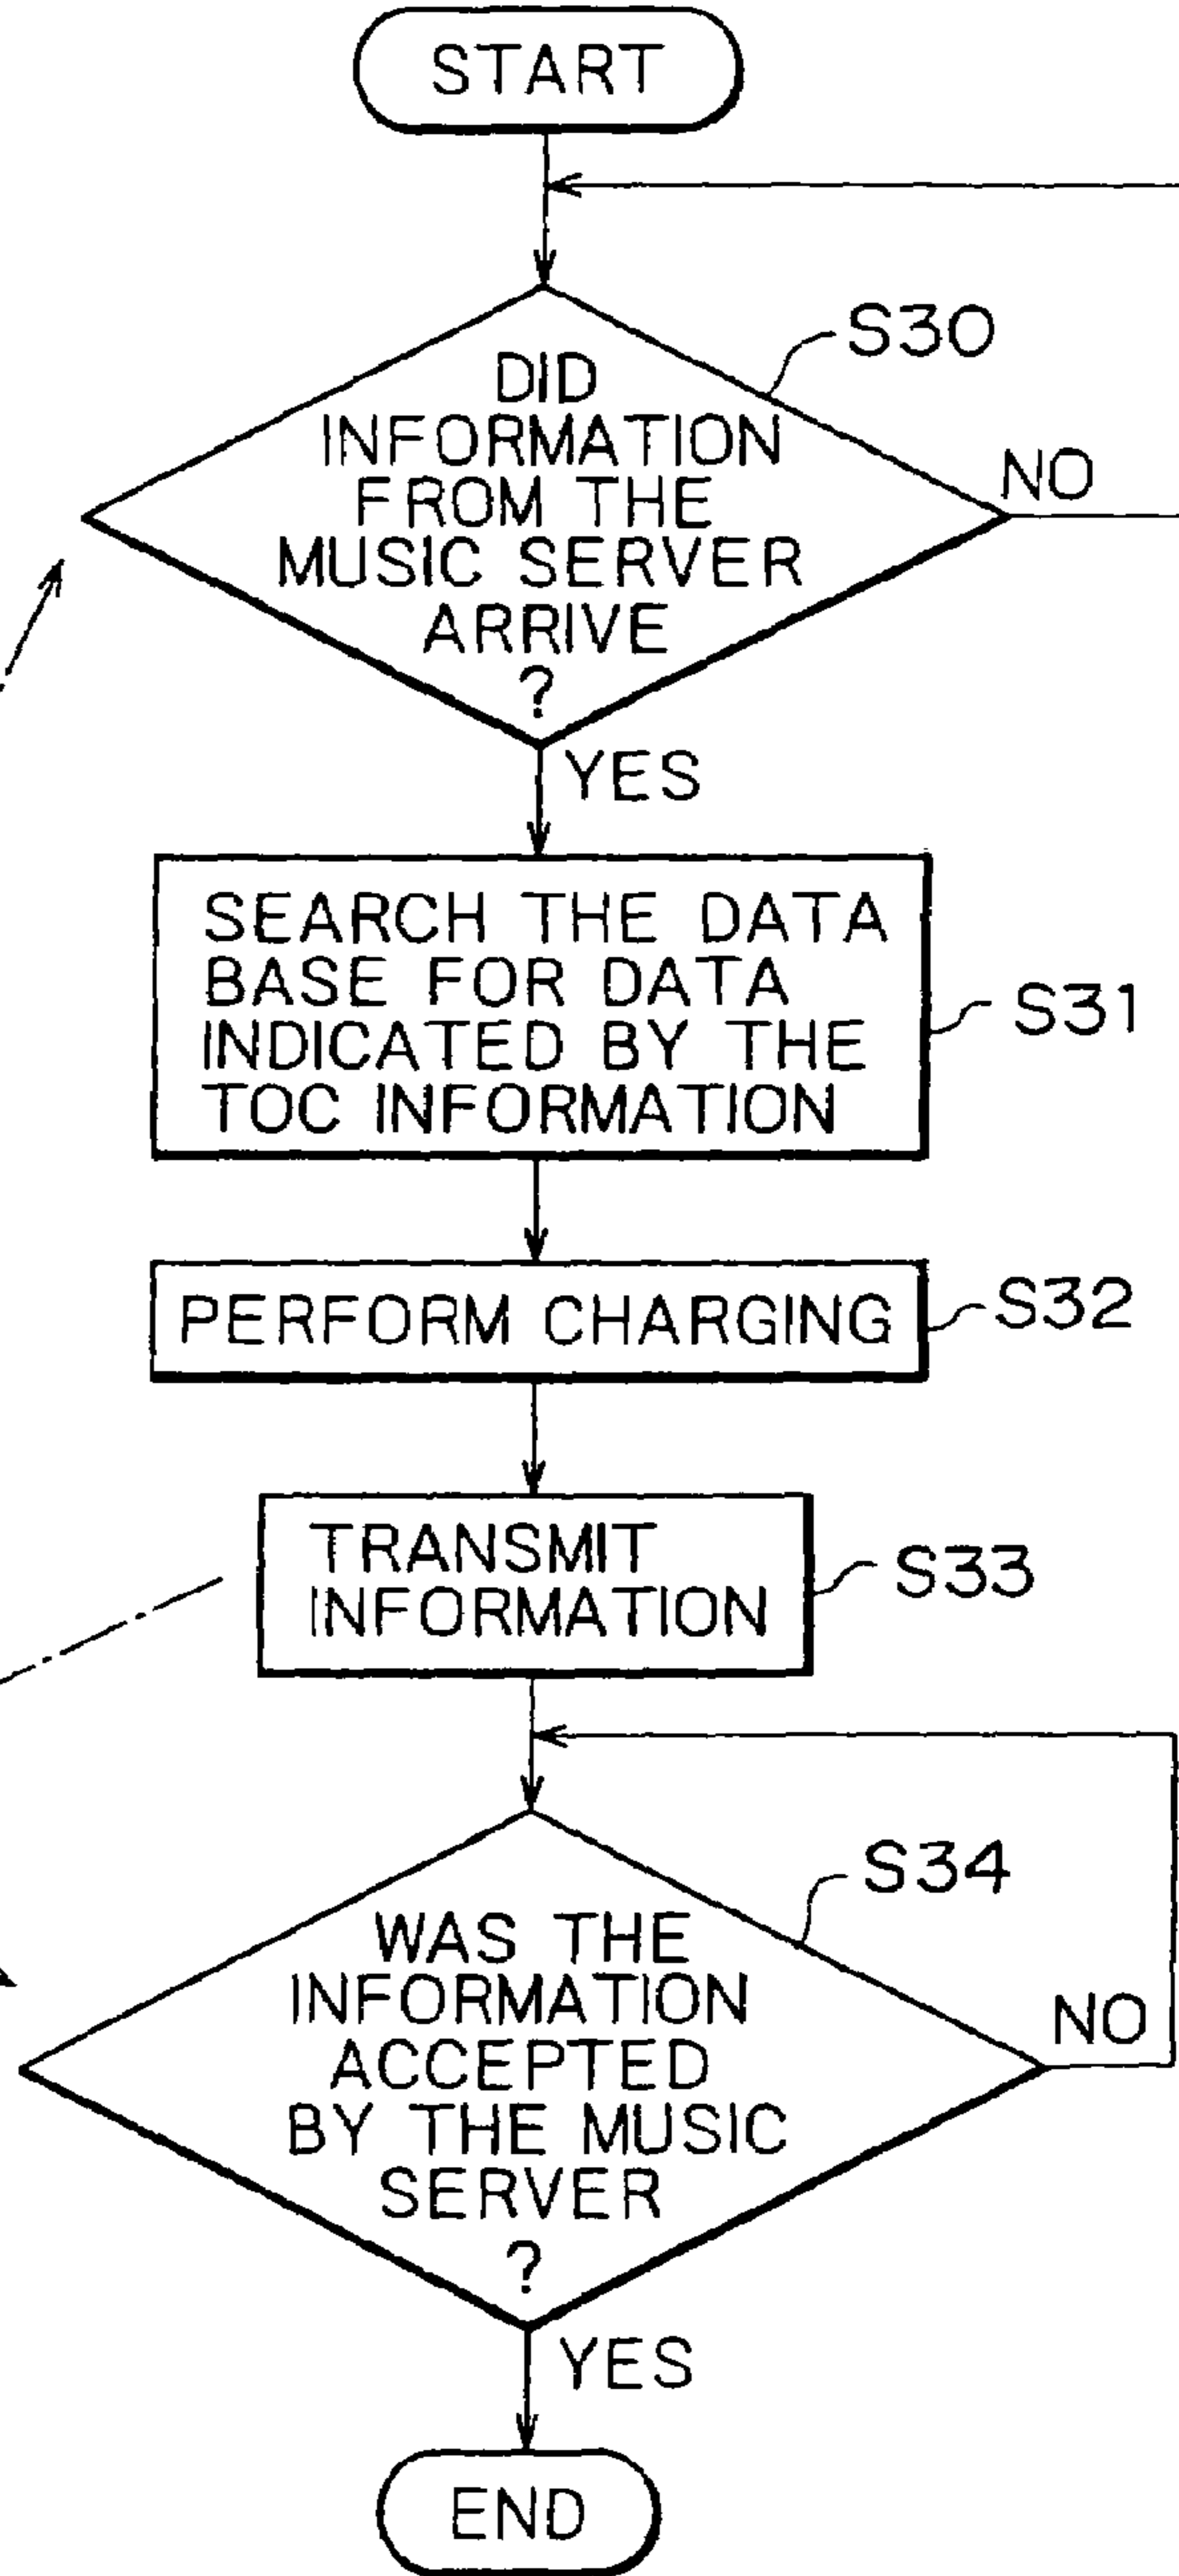 START
S30
DID
INFORMATION
FROM THE
MUSIC SERVER
ARRIVE
?
NO
YES
SEARCH THE DATA
BASE FOR DATA
INDICATED BY THE
TOC INFORMATION
S31
PERFORM CHARGING
S32
TRANSMIT
INFORMATION
S33
S34
WAS THE
INFORMATION
ACCEPTED
BY THE MUSIC
SERVER
?
NO
YES
END